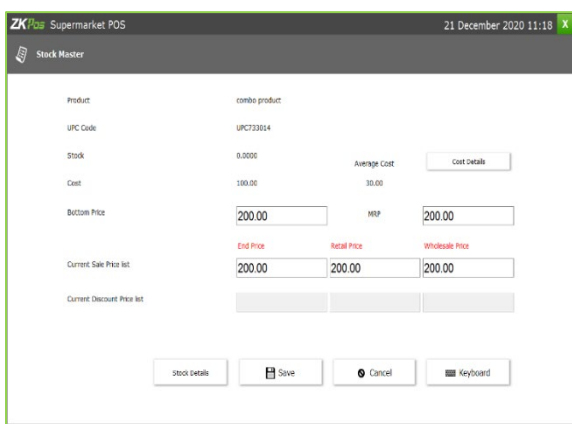 ZKPos Supermarket POS 21 December 2020 11:18 X
Stock Master
Product combo product
UPC Code UPC733014
Stock 0.0000 Average Cost Cost Details
Cost 100.00 30.00
Bottom Price 200.00 MRP 200.00
End Price Retail Price Wholesale Price
Current Sale Price list 200.00 200.00 200.00
Current Discount Price list
Stock Details Save Cancel Keyboard